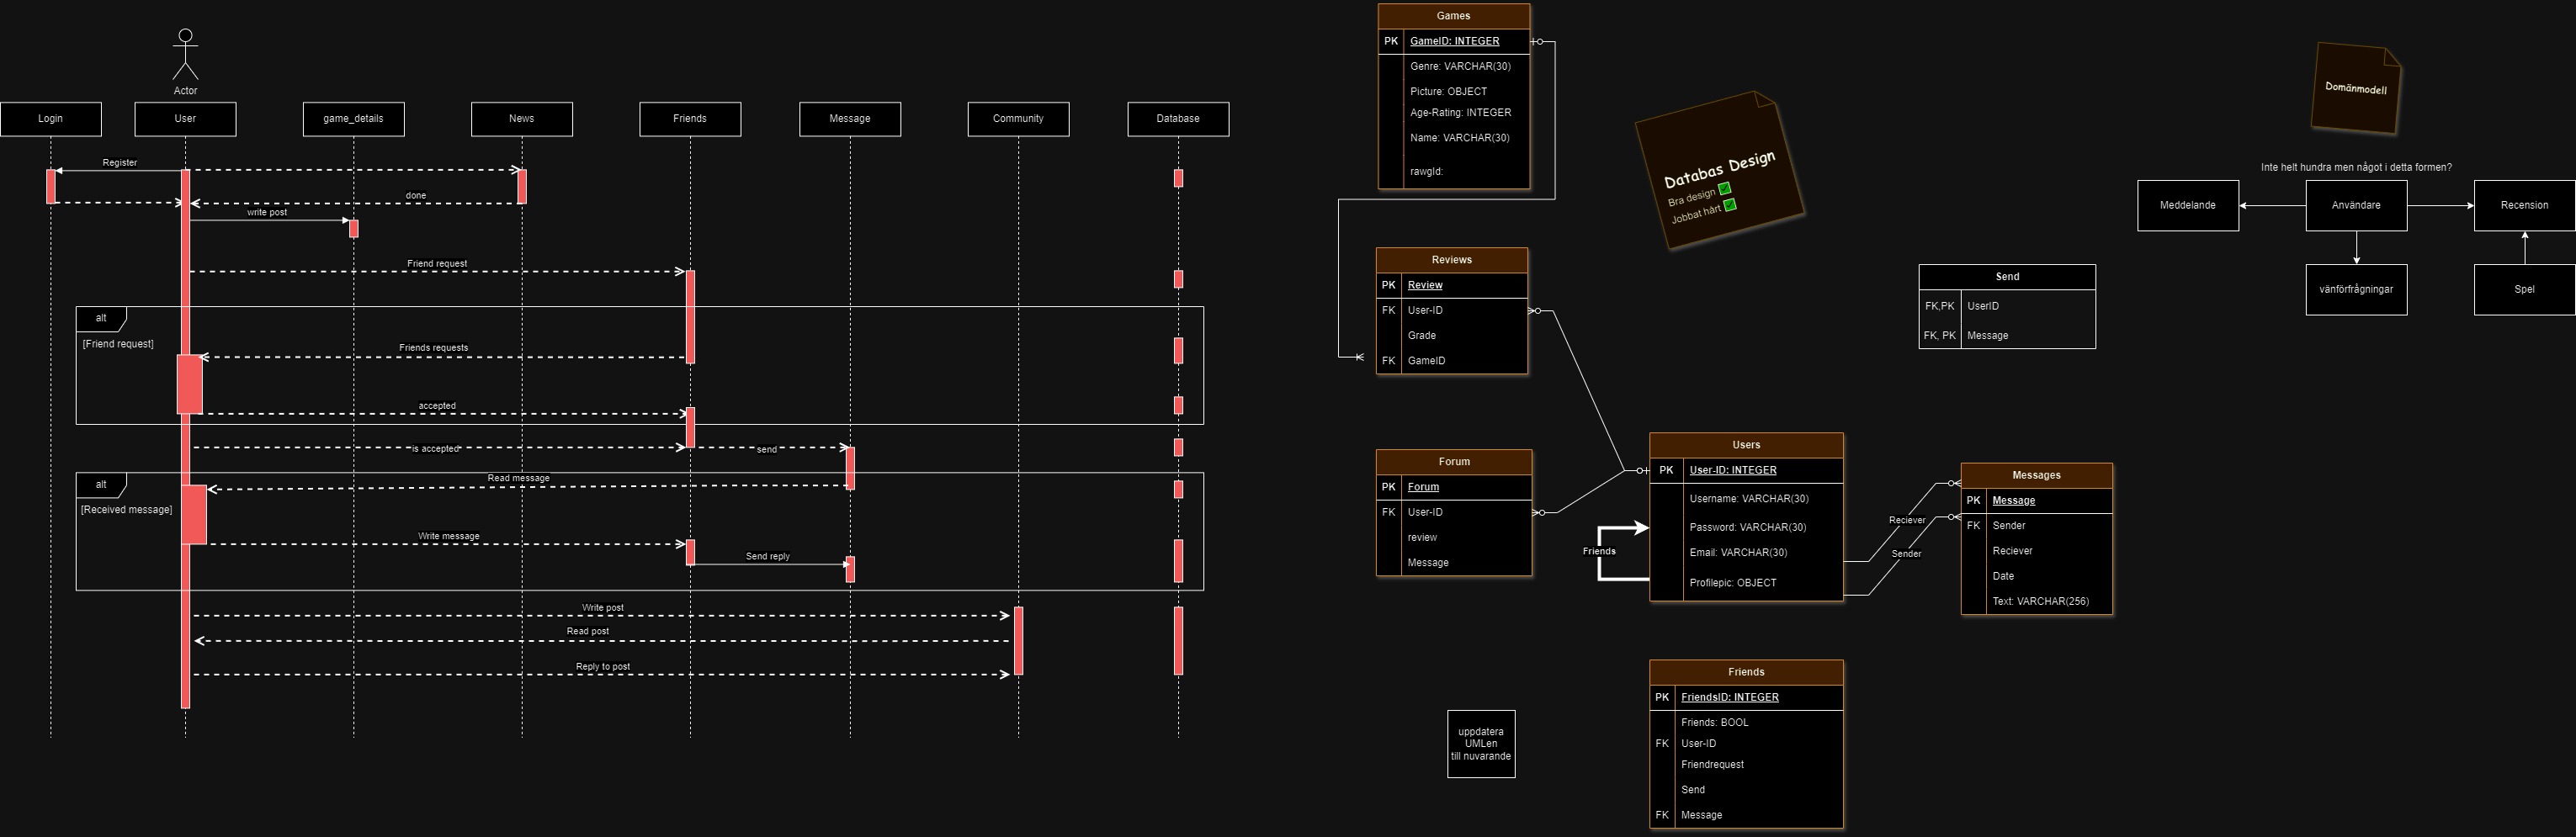 Actor
Login
User
game_details
News
Friends
Message
Community
Database
Register
done
write post
Friend request
alt
[Friend request]
Friends requests
accepted
is accepted
send
alt
[Received message]
Read message
Write message
Send reply
Write post
Read post
Reply to post
Games
PK GameID: INTEGER
Genre: VARCHAR(30)
Picture: OBJECT
Age-Rating: INTEGER
Name: VARCHAR(30)
rawgId:
Databas Design
Bra design ✅
Jobbat hårt ✅
Reviews
PK Review
FK User-ID
Grade
FK GameID
Forum
PK Forum
FK User-ID
review
Message
Users
PK User-ID: INTEGER
Username: VARCHAR(30)
Password: VARCHAR(30)
Email: VARCHAR(30)
Profilepic: OBJECT
Friends
Reciever
Sender
Messages
PK Message
FK Sender
Reciever
Date
Text: VARCHAR(256)
Send
FK,PK UserID
FK, PK Message
Friends
PK FriendsID: INTEGER
Friends: BOOL
FK User-ID
Friendrequest
Send
FK Message
uppdatera
UMLen
till nuvarande
Domänmodell
Inte helt hundra men något i detta formen?
Meddelande
Användare
Recension
vänförfrågningar
Spel